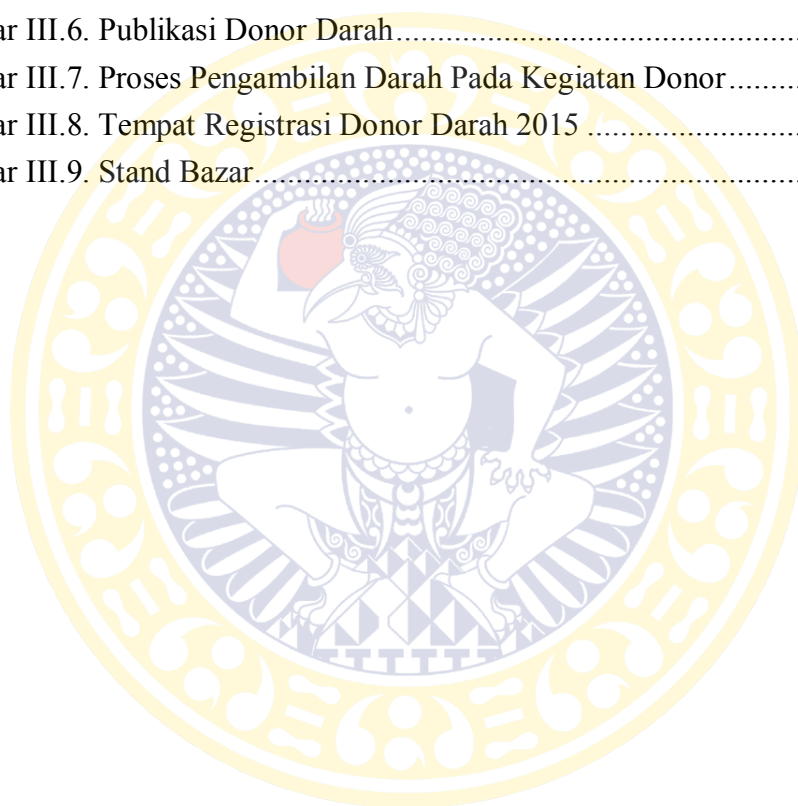 ar III.6. Publikasi Donor Darah..................................................
ar III.7. Proses Pengambilan Darah Pada Kegiatan Donor.........
ar III.8. Tempat Registrasi Donor Darah 2015 ...........................
ar III.9. Stand Bazar.....................................................................